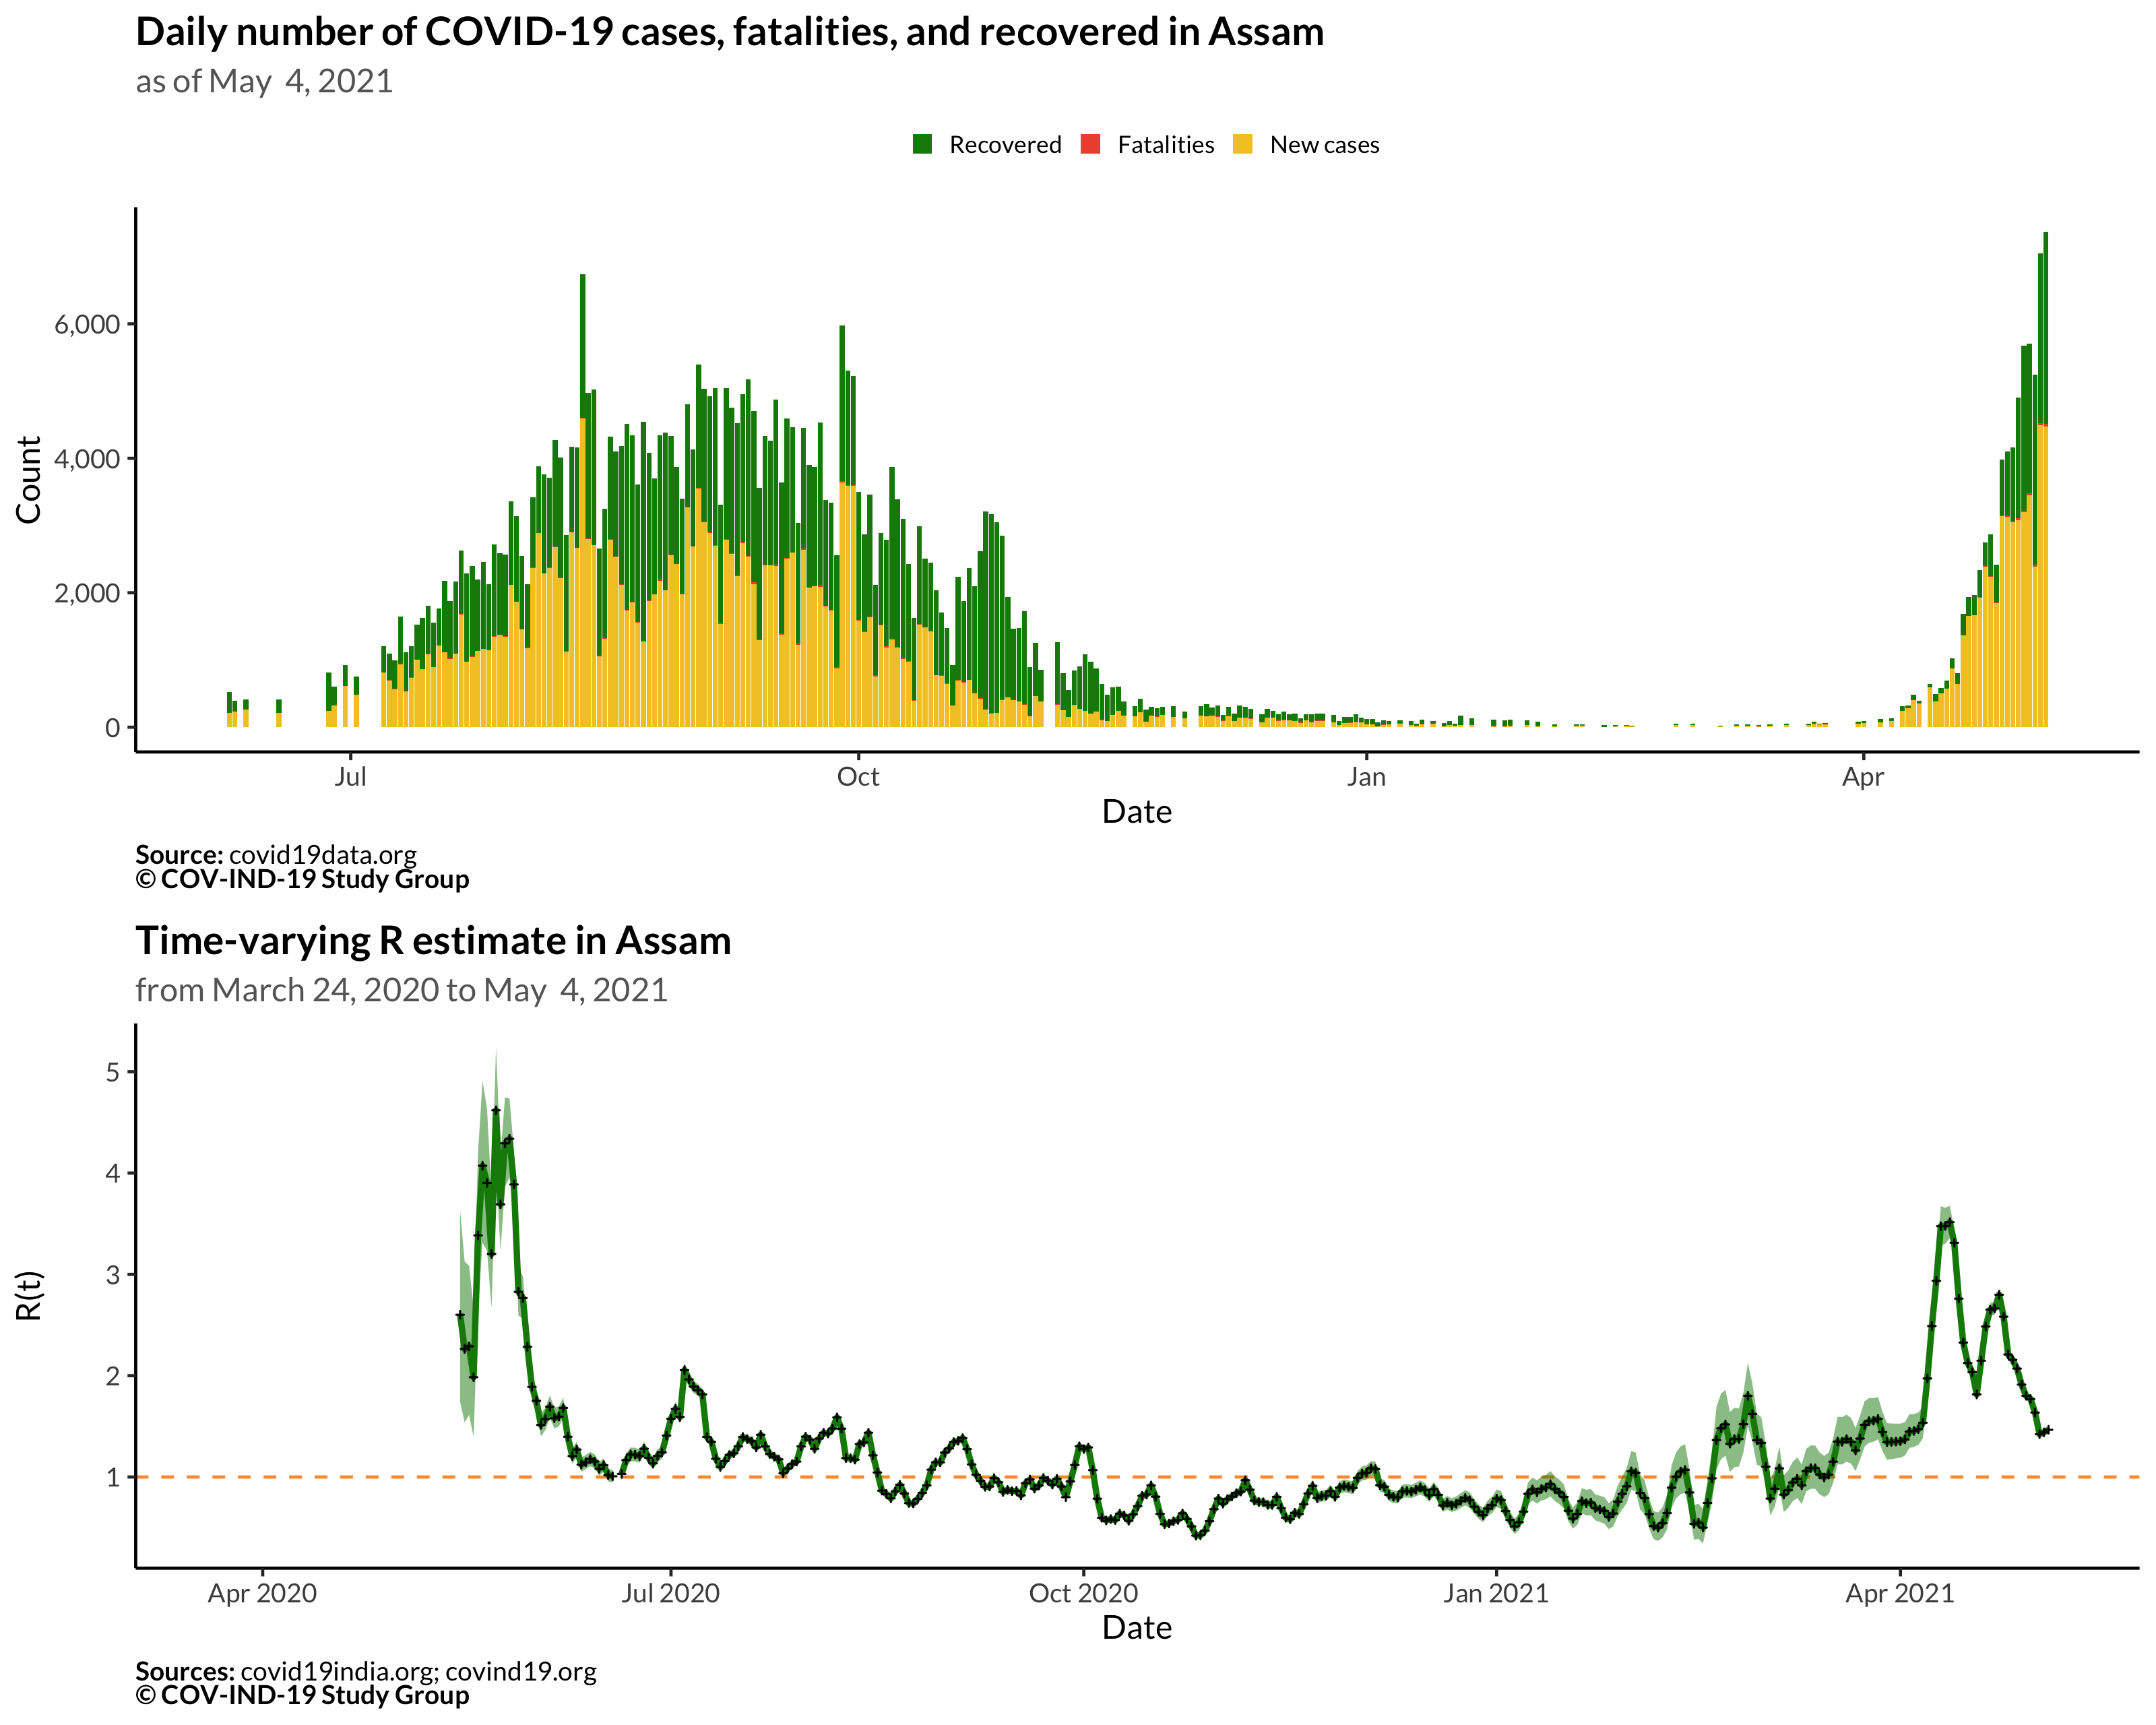 Daily number of COVID-19 cases, fatalities, and recovered in Assam
as of May  4, 2021
Recovered Fatalities New cases
Count
6,000
4,000
2,000
0
Jul Oct Jan Apr
Date
Source: covid19data.org
© COV-IND-19 Study Group
Time-varying R estimate in Assam
from March 24, 2020 to May  4, 2021
R(t)
5
4
3
2
1
Apr 2020 Jul 2020 Oct 2020 Jan 2021 Apr 2021
Date
Sources: covid19india.org; covind19.org
© COV-IND-19 Study Group